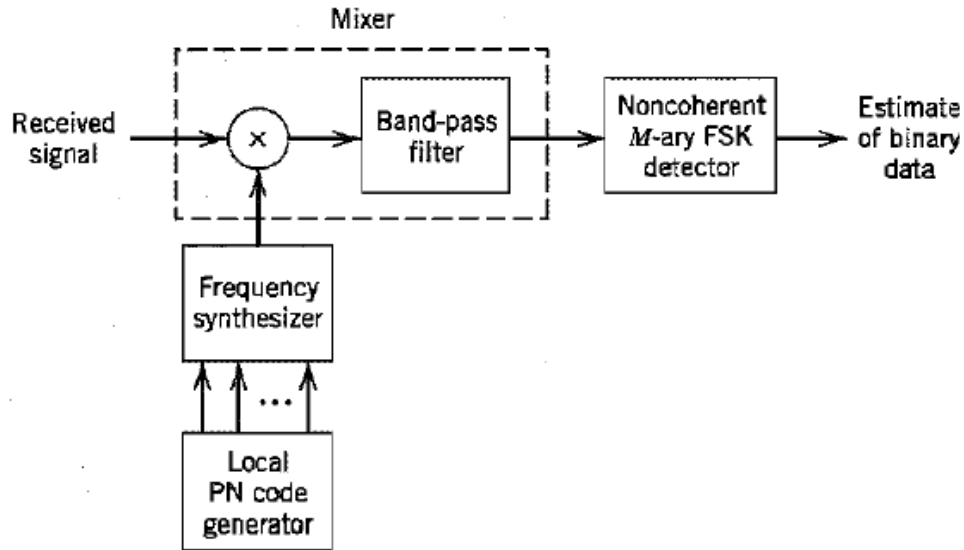 Mixer
Received
signal
×
Band-pass
filter
Noncoherent
M-ary FSK
detector
Estimate
of binary
data
Frequency
synthesizer
...
Local
PN code
generator